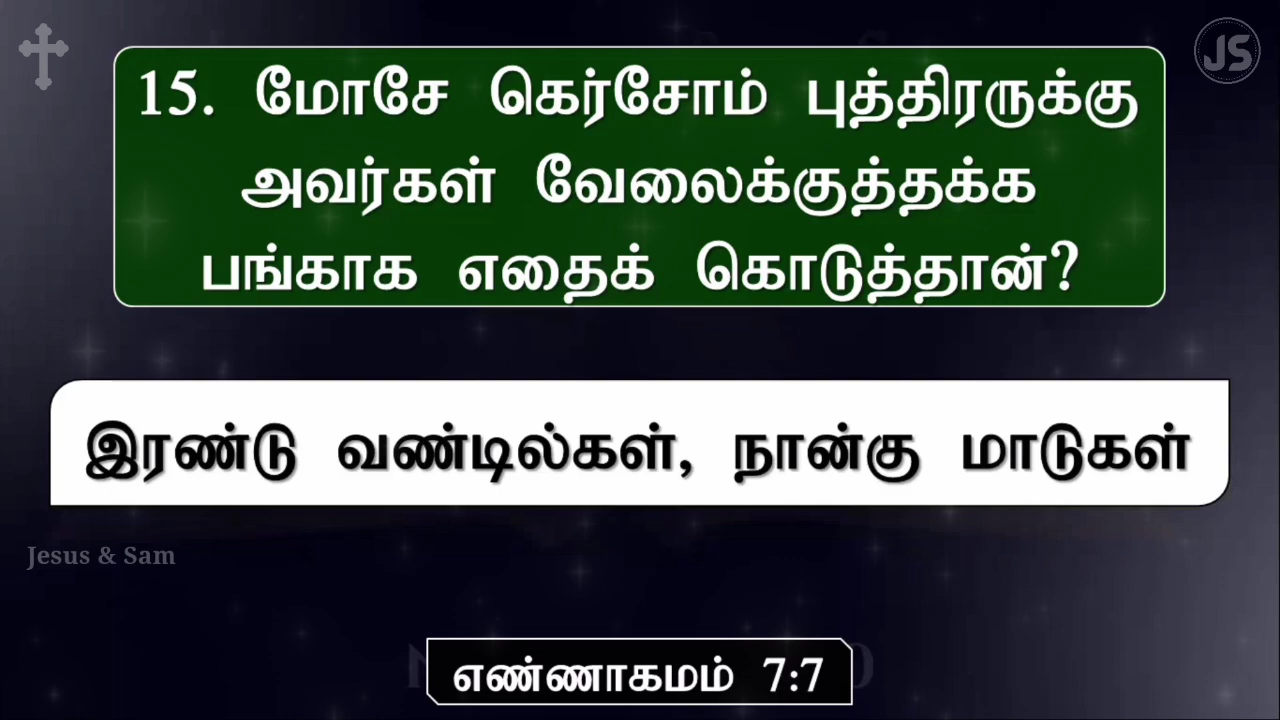 JS
15. மோசே கெர்சோம் புத்திரருக்கு
அவர்கள் வேலைக்குத்தக்க
பங்காக எதைக் கொடுத்தான்?
இரண்டு வண்டில்கள், நான்கு மாடுகள்
Jesus & Sam
எண்ணாகமம் 7:7